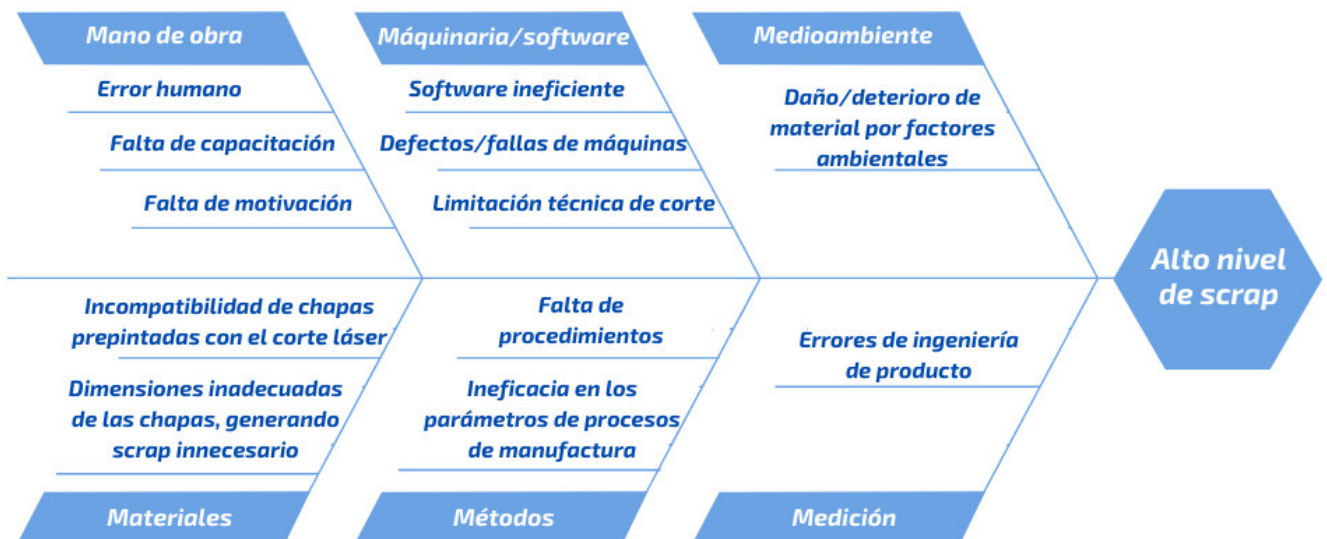 Mano de obra
Error humano
Falta de capacitación
Falta de motivación
Máquinaria/software
Software ineficiente
Defectos/fallas de máquinas
Limitación técnica de corte
Medioambiente
Daño/deterioro de
material por factores
ambientales
Alto nivel
de scrap
Incompatibilidad de chapas
prepintadas con el corte láser
Dimensiones inadecuadas
de las chapas, generando
scrap innecesario
Materiales
Falta de
procedimientos
Ineficacia en los
parámetros de procesos
de manufactura
Métodos
Errores de ingeniería
de producto
Medición